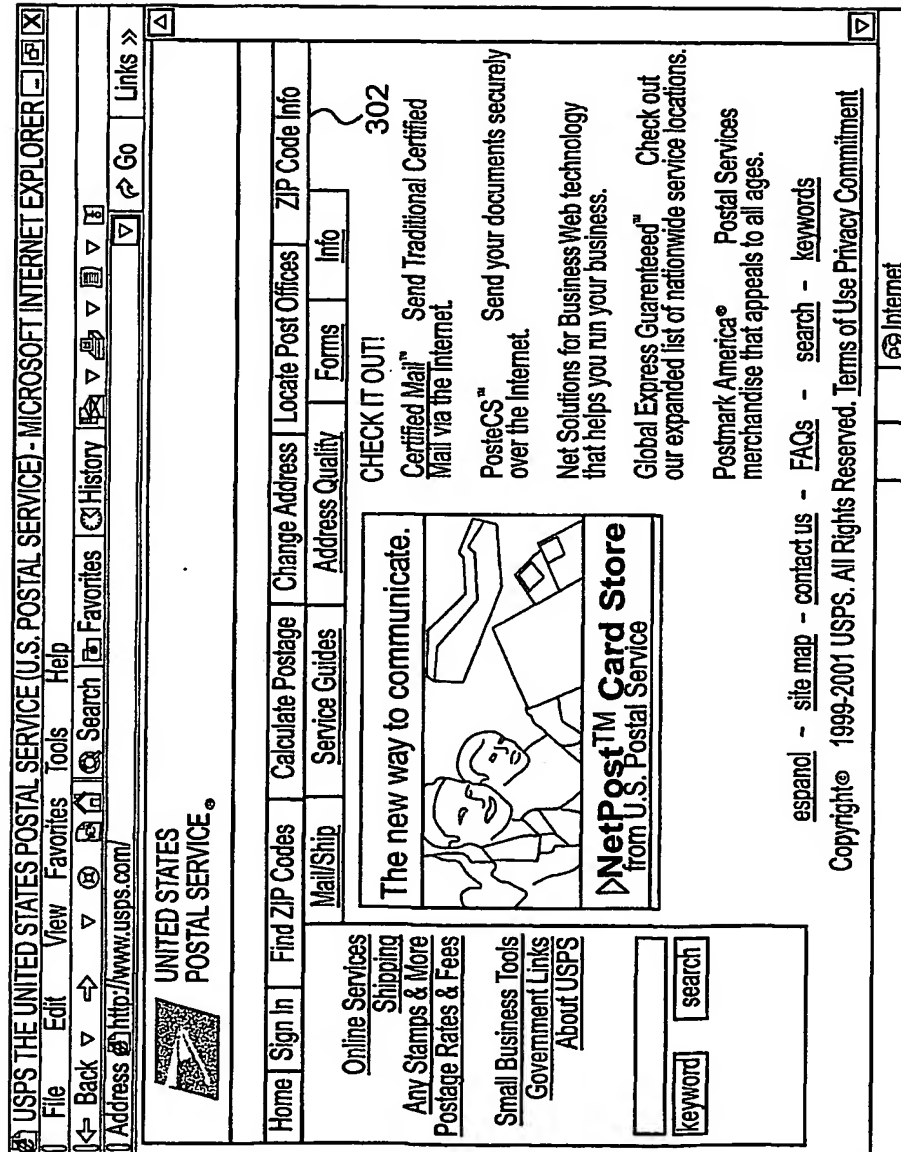 USPS THE UNITED STATES POSTAL SERVICE (U.S. POSTAL SERVICE) - MICROSOFT INTERNET EXPLORER
File Edit View Favorites Tools Help
Back Search Favorites History
Address http://www.usps.com/ Go Links »
UNITED STATES
POSTAL SERVICE®
Home Sign In Find ZIP Codes Calculate Postage Change Address Locate Post Offices ZIP Code Info
Mail/Ship Service Guides Address Quality Forms Info
302
Online Services
Shipping
Any Stamps & More
Postage Rates & Fees
Small Business Tools
Government Links
About USPS
keyword search
The new way to communicate.
NetPost™ Card Store
from U.S. Postal Service
CHECK IT OUT!
Certified Mail™ Send Traditional Certified
Mail via the Internet.
PosteCS™ Send your documents securely
over the Internet.
Net Solutions for Business Web technology
that helps you run your business.
Global Express Guarenteeed™ Check out
our expanded list of nationwide service locations.
Postmark America® Postal Services
merchandise that appeals to all ages.
espanol - site map - contact us - FAQs - search - keywords
Copyright© 1999-2001 USPS. All Rights Reserved. Terms of Use Privacy Commitment
Internet